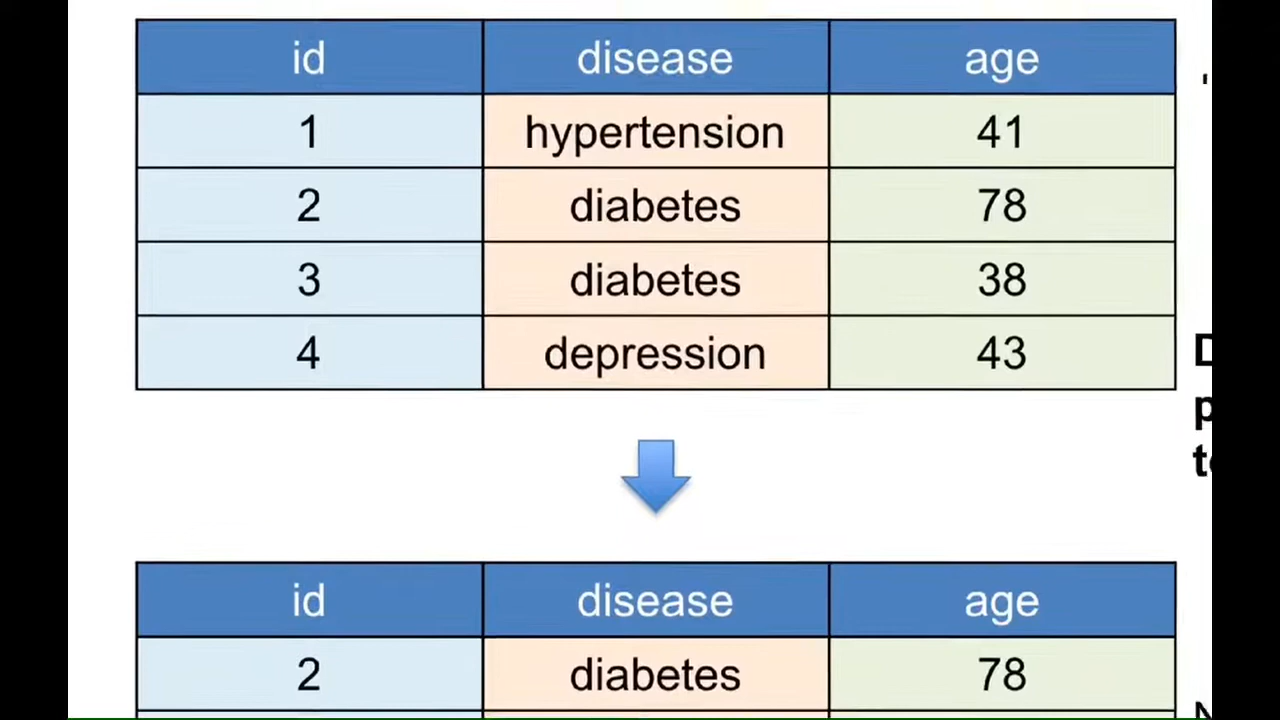 id disease age
1 hypertension 41
2 diabetes 78
3 diabetes 38
4 depression 43
id disease age
2 diabetes 78